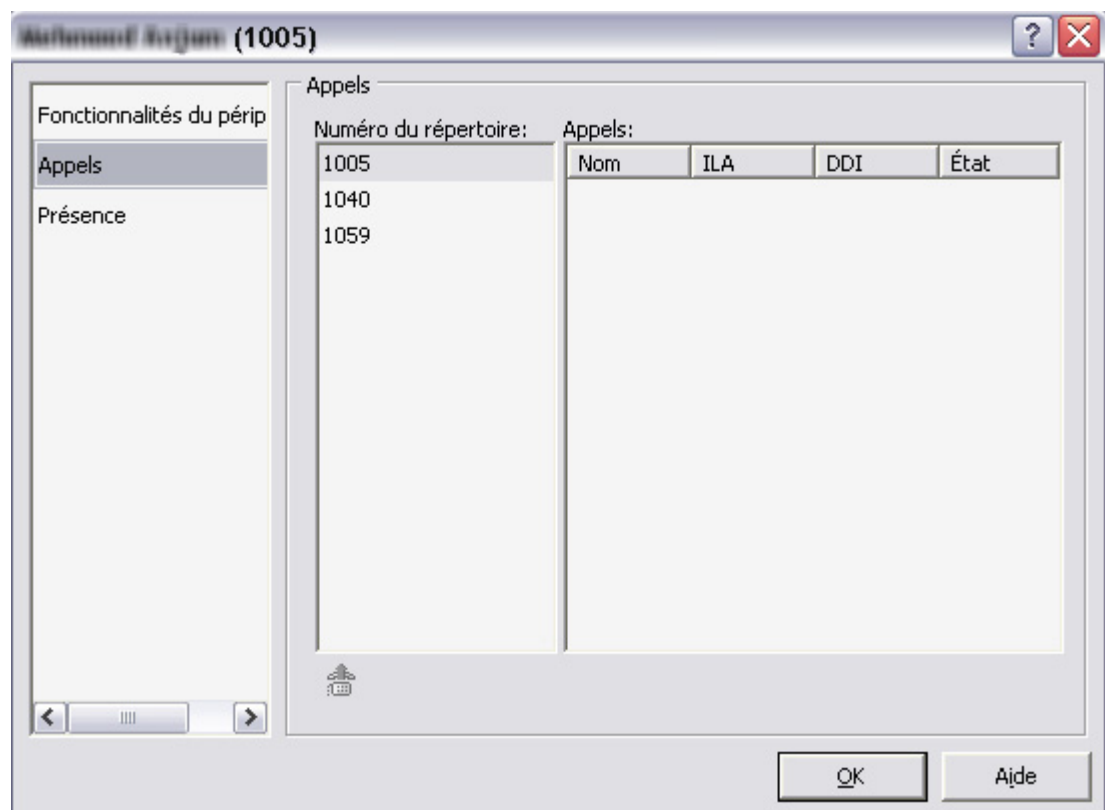 (1005)
Fonctionnalités du périp
Appels
Présence
Appels
Numéro du répertoire:
1005
1040
1059
Appels:
Nom ILA DDI État
OK
Aide